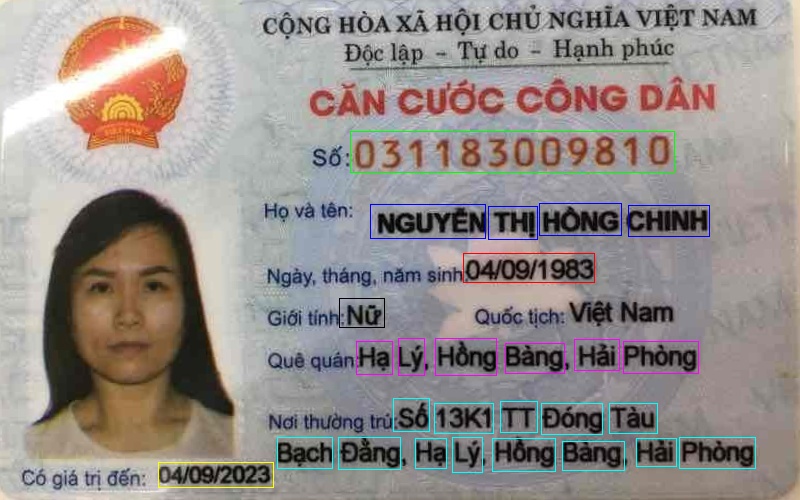 CỘNG HÒA XÃ HỘI CHỦ NGHĨA VIỆT NAM
Độc lập - Tự do - Hạnh phúc
CĂN CƯỚC CÔNG DÂN
Số: 031183009810
Họ và tên: NGUYỄN THỊ HỒNG CHINH
Ngày, tháng, năm sinh: 04/09/1983
Giới tính: Nữ Quốc tịch: Việt Nam
Quê quán: Hạ Lý, Hồng Bàng, Hải Phòng
Nơi thường trú: Số 13K1 TT Đóng Tàu
Bạch Đằng, Hạ Lý, Hồng Bàng, Hải Phòng
Có giá trị đến: 04/09/2023